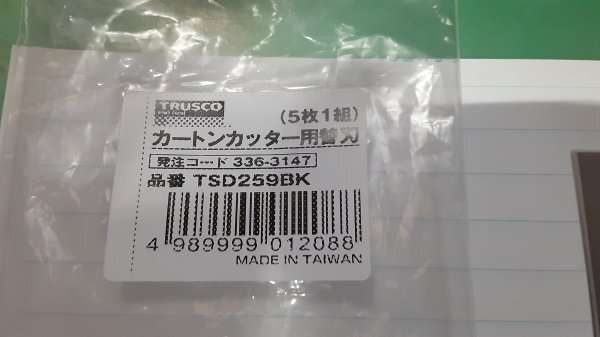 TRUSCO
(5枚1組)
カートンカッター用替刃
発注コード 336-3147
品番 TSD259BK
4 989999 012088
MADE IN TAIWAN